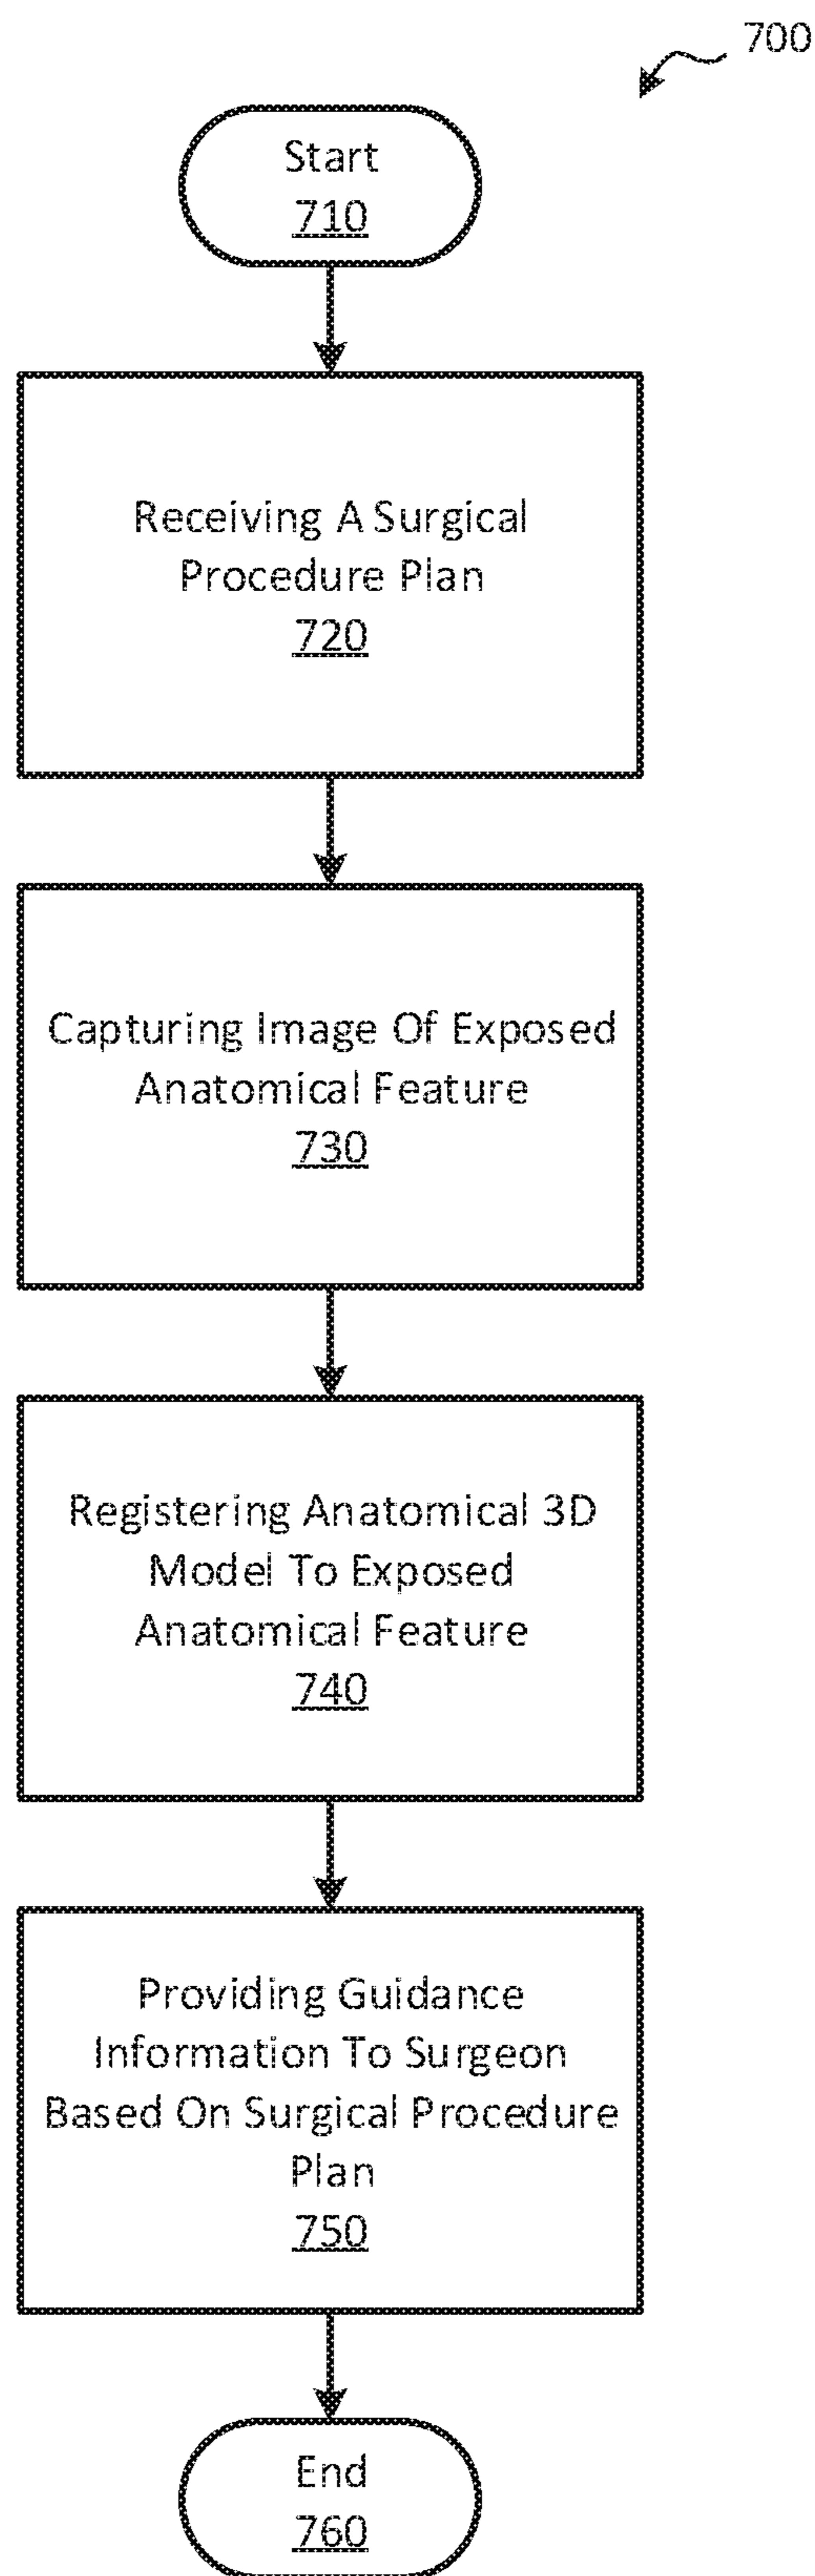 700
Start
710
Receiving A Surgical
Procedure Plan
720
Capturing Image Of Exposed
Anatomical Feature
730
Registering Anatomical 3D
Model To Exposed
Anatomical Feature
740
Providing Guidance
Information To Surgeon
Based On Surgical Procedure
Plan
750
End
760